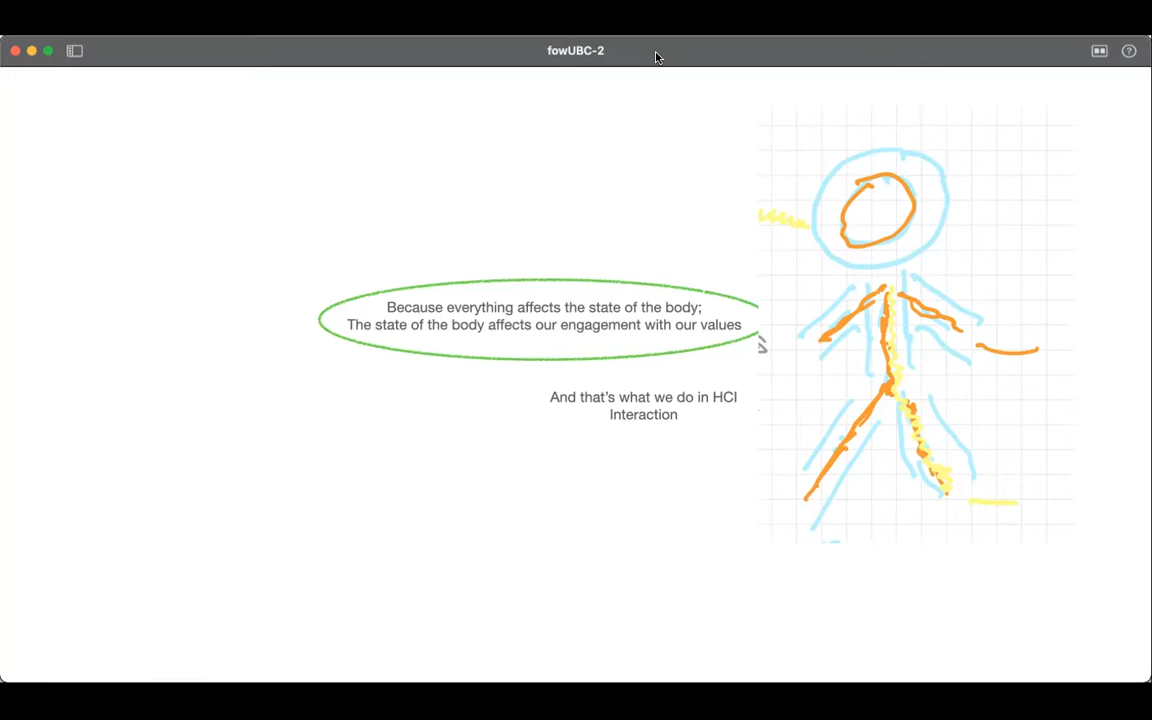 fowUBC-2
Because everything affects the state of the body;
The state of the body affects our engagement with our values
And that's what we do in HCI
Interaction